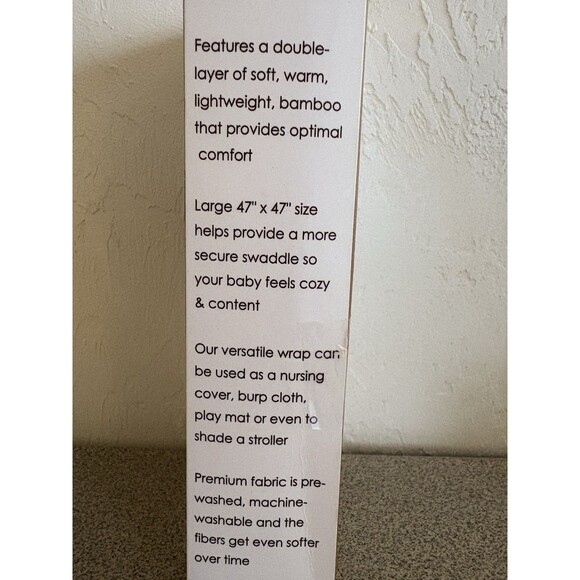 Features a double-
layer of soft, warm,
lightweight, bamboo
that provides optimal
comfort
Large 47" x 47" size
helps provide a more
secure swaddle so
your baby feels cozy
& content
Our versatile wrap can
be used as a nursing
cover, burp cloth,
play mat or even to
shade a stroller
Premium fabric is pre-
washed, machine-
washable and the
fibers get even softer
over time